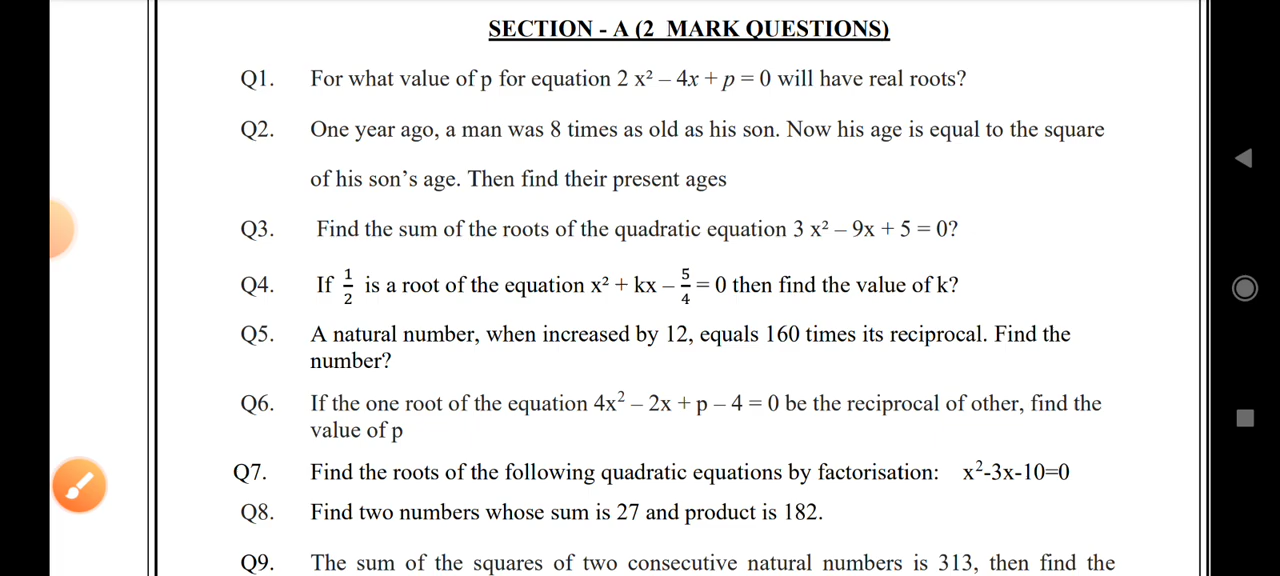 SECTION - A (2 MARK QUESTIONS)
Q1. For what value of p for equation 2 x² – 4x + p = 0 will have real roots?
Q2. One year ago, a man was 8 times as old as his son. Now his age is equal to the square
of his son’s age. Then find their present ages
Q3. Find the sum of the roots of the quadratic equation 3 x² – 9x + 5 = 0?
Q4. If 1/2 is a root of the equation x² + kx – 5/4 = 0 then find the value of k?
Q5. A natural number, when increased by 12, equals 160 times its reciprocal. Find the
number?
Q6. If the one root of the equation 4x² – 2x + p – 4 = 0 be the reciprocal of other, find the
value of p
Q7. Find the roots of the following quadratic equations by factorisation: x²-3x-10=0
Q8. Find two numbers whose sum is 27 and product is 182.
Q9. The sum of the squares of two consecutive natural numbers is 313, then find the